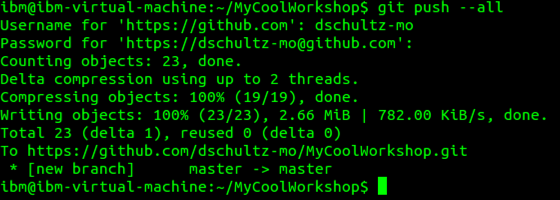 ibm@ibm-virtual-machine:~/MyCoolWorkshop$ git push --all
Username for 'https://github.com': dschultz-mo
Password for 'https://dschultz-mo@github.com':
Counting objects: 23, done.
Delta compression using up to 2 threads.
Compressing objects: 100% (19/19), done.
Writing objects: 100% (23/23), 2.66 MiB | 782.00 KiB/s, done.
Total 23 (delta 1), reused 0 (delta 0)
To https://github.com/dschultz-mo/MyCoolWorkshop.git
 * [new branch]      master -> master
ibm@ibm-virtual-machine:~/MyCoolWorkshop$